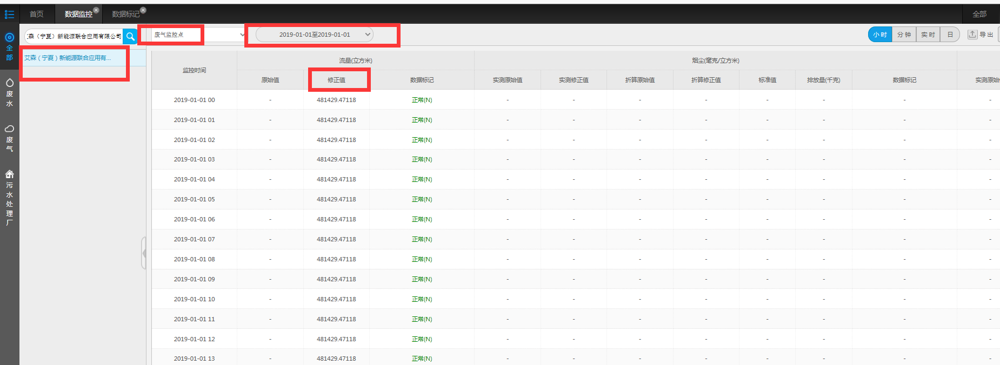 首页 数据监控 数据标记 全部
森（宁夏）新能源联合应用有限公司 废气监控点 2019-01-01至2019-01-01 小时 分钟 实时 日 导出
全部
艾森（宁夏）新能源联合应用有...
废水
废气
污水处理厂
监控时间 流量(立方米) 烟尘(毫克/立方米)
原始值 修正值 数据标记 实测原始值 实测修正值 折算原始值 折算修正值 标准值 排放量(千克) 数据标记 实测原始
2019-01-01 00 - 481429.47118 正常(N) - - - - - - - -
2019-01-01 01 - 481429.47118 正常(N) - - - - - - - -
2019-01-01 02 - 481429.47118 正常(N) - - - - - - - -
2019-01-01 03 - 481429.47118 正常(N) - - - - - - - -
2019-01-01 04 - 481429.47118 正常(N) - - - - - - - -
2019-01-01 05 - 481429.47118 正常(N) - - - - - - - -
2019-01-01 06 - 481429.47118 正常(N) - - - - - - - -
2019-01-01 07 - 481429.47118 正常(N) - - - - - - - -
2019-01-01 08 - 481429.47118 正常(N) - - - - - - - -
2019-01-01 09 - 481429.47118 正常(N) - - - - - - - -
2019-01-01 10 - 481429.47118 正常(N) - - - - - - - -
2019-01-01 11 - 481429.47118 正常(N) - - - - - - - -
2019-01-01 12 - 481429.47118 正常(N) - - - - - - - -
2019-01-01 13 - 481429.47118 正常(N) - - - - - - - -